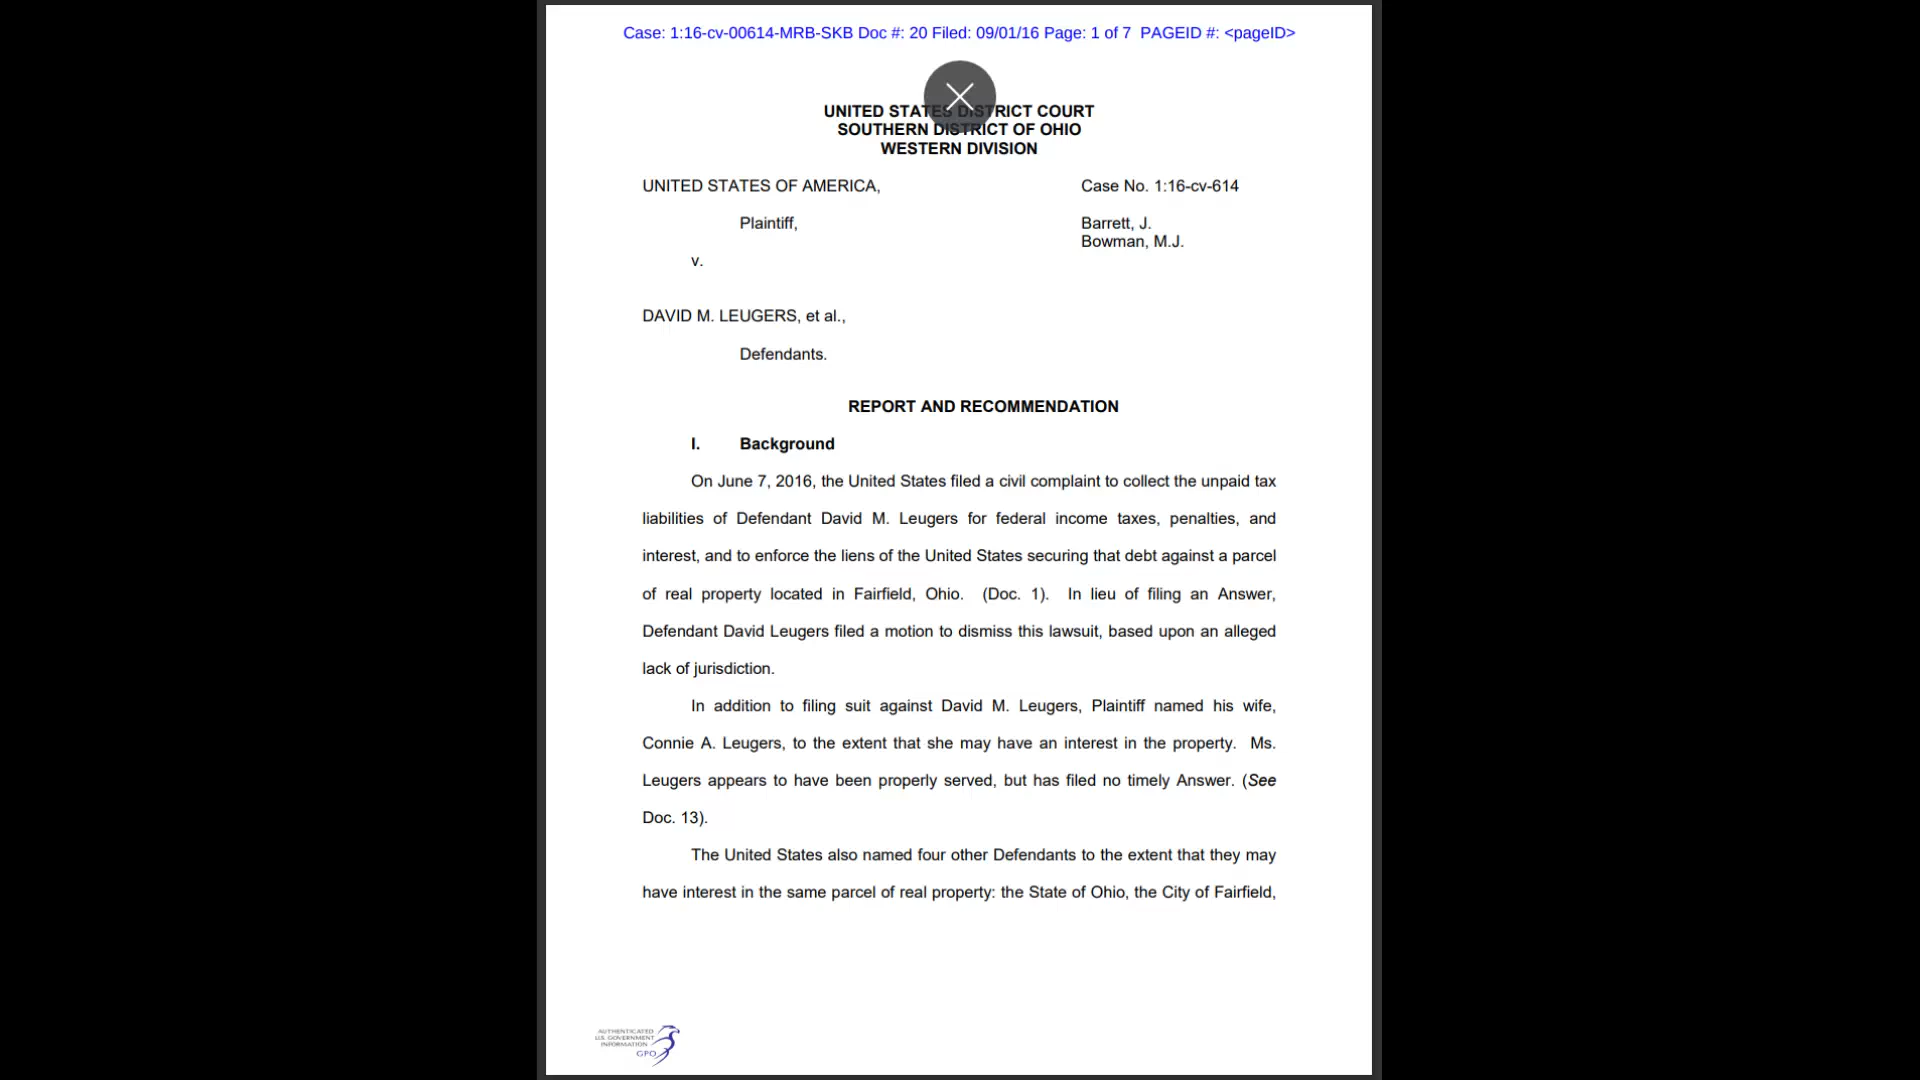 Case: 1:16-cv-00614-MRB-SKB Doc #: 20 Filed: 09/01/16 Page: 1 of 7 PAGEID #: <pageID>
UNITED STATES DISTRICT COURT
SOUTHERN DISTRICT OF OHIO
WESTERN DIVISION
UNITED STATES OF AMERICA,
Case No. 1:16-cv-614
Plaintiff,
Barrett, J.
Bowman, M.J.
v.
DAVID M. LEUGERS, et al.,
Defendants.
REPORT AND RECOMMENDATION
I. Background
On June 7, 2016, the United States filed a civil complaint to collect the unpaid tax
liabilities of Defendant David M. Leugers for federal income taxes, penalties, and
interest, and to enforce the liens of the United States securing that debt against a parcel
of real property located in Fairfield, Ohio. (Doc. 1). In lieu of filing an Answer,
Defendant David Leugers filed a motion to dismiss this lawsuit, based upon an alleged
lack of jurisdiction.
In addition to filing suit against David M. Leugers, Plaintiff named his wife,
Connie A. Leugers, to the extent that she may have an interest in the property. Ms.
Leugers appears to have been properly served, but has filed no timely Answer. (See
Doc. 13).
The United States also named four other Defendants to the extent that they may
have interest in the same parcel of real property: the State of Ohio, the City of Fairfield,
AUTHENTICATED
U.S. GOVERNMENT
INFORMATION
GPO